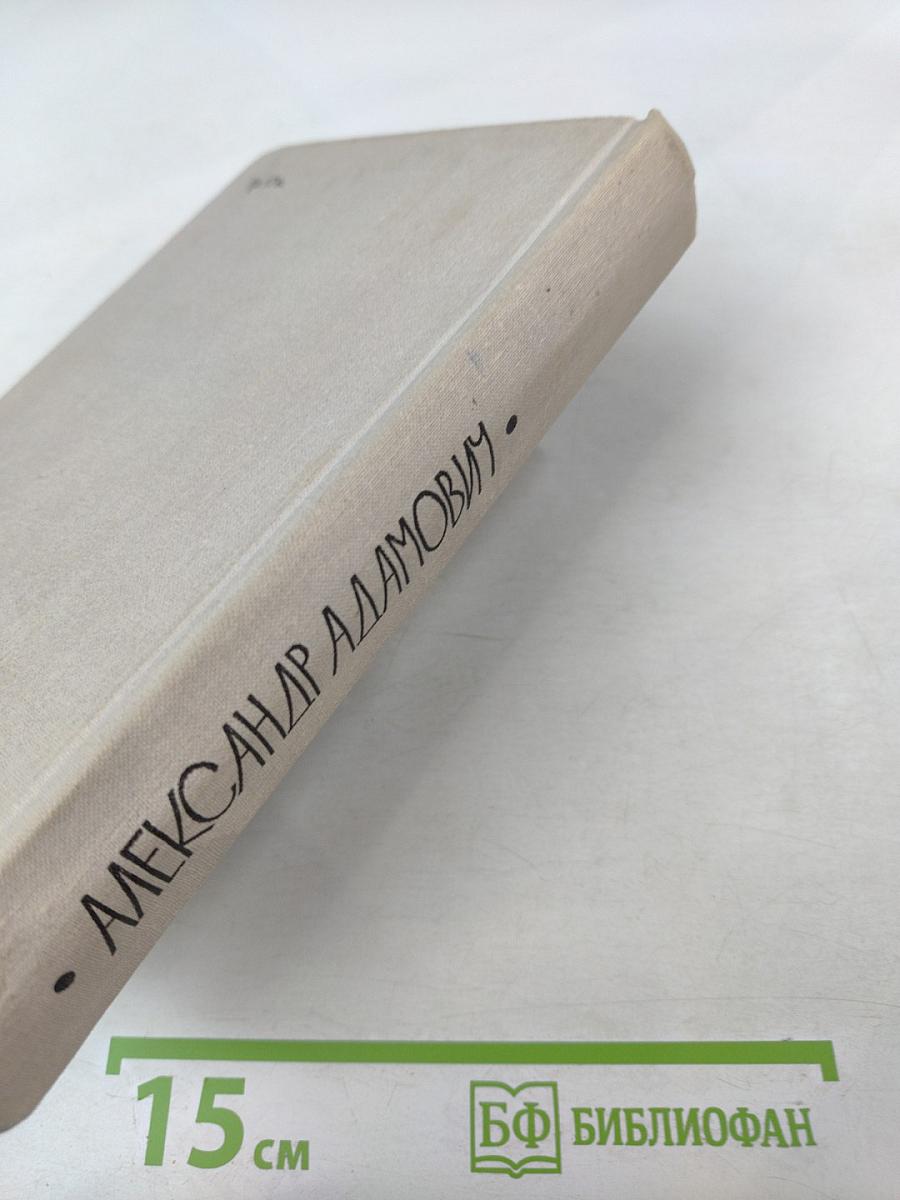 • АЛЕКСАНДР АДАМОВИЧ •
15 см
БФ БИБЛИОФАН